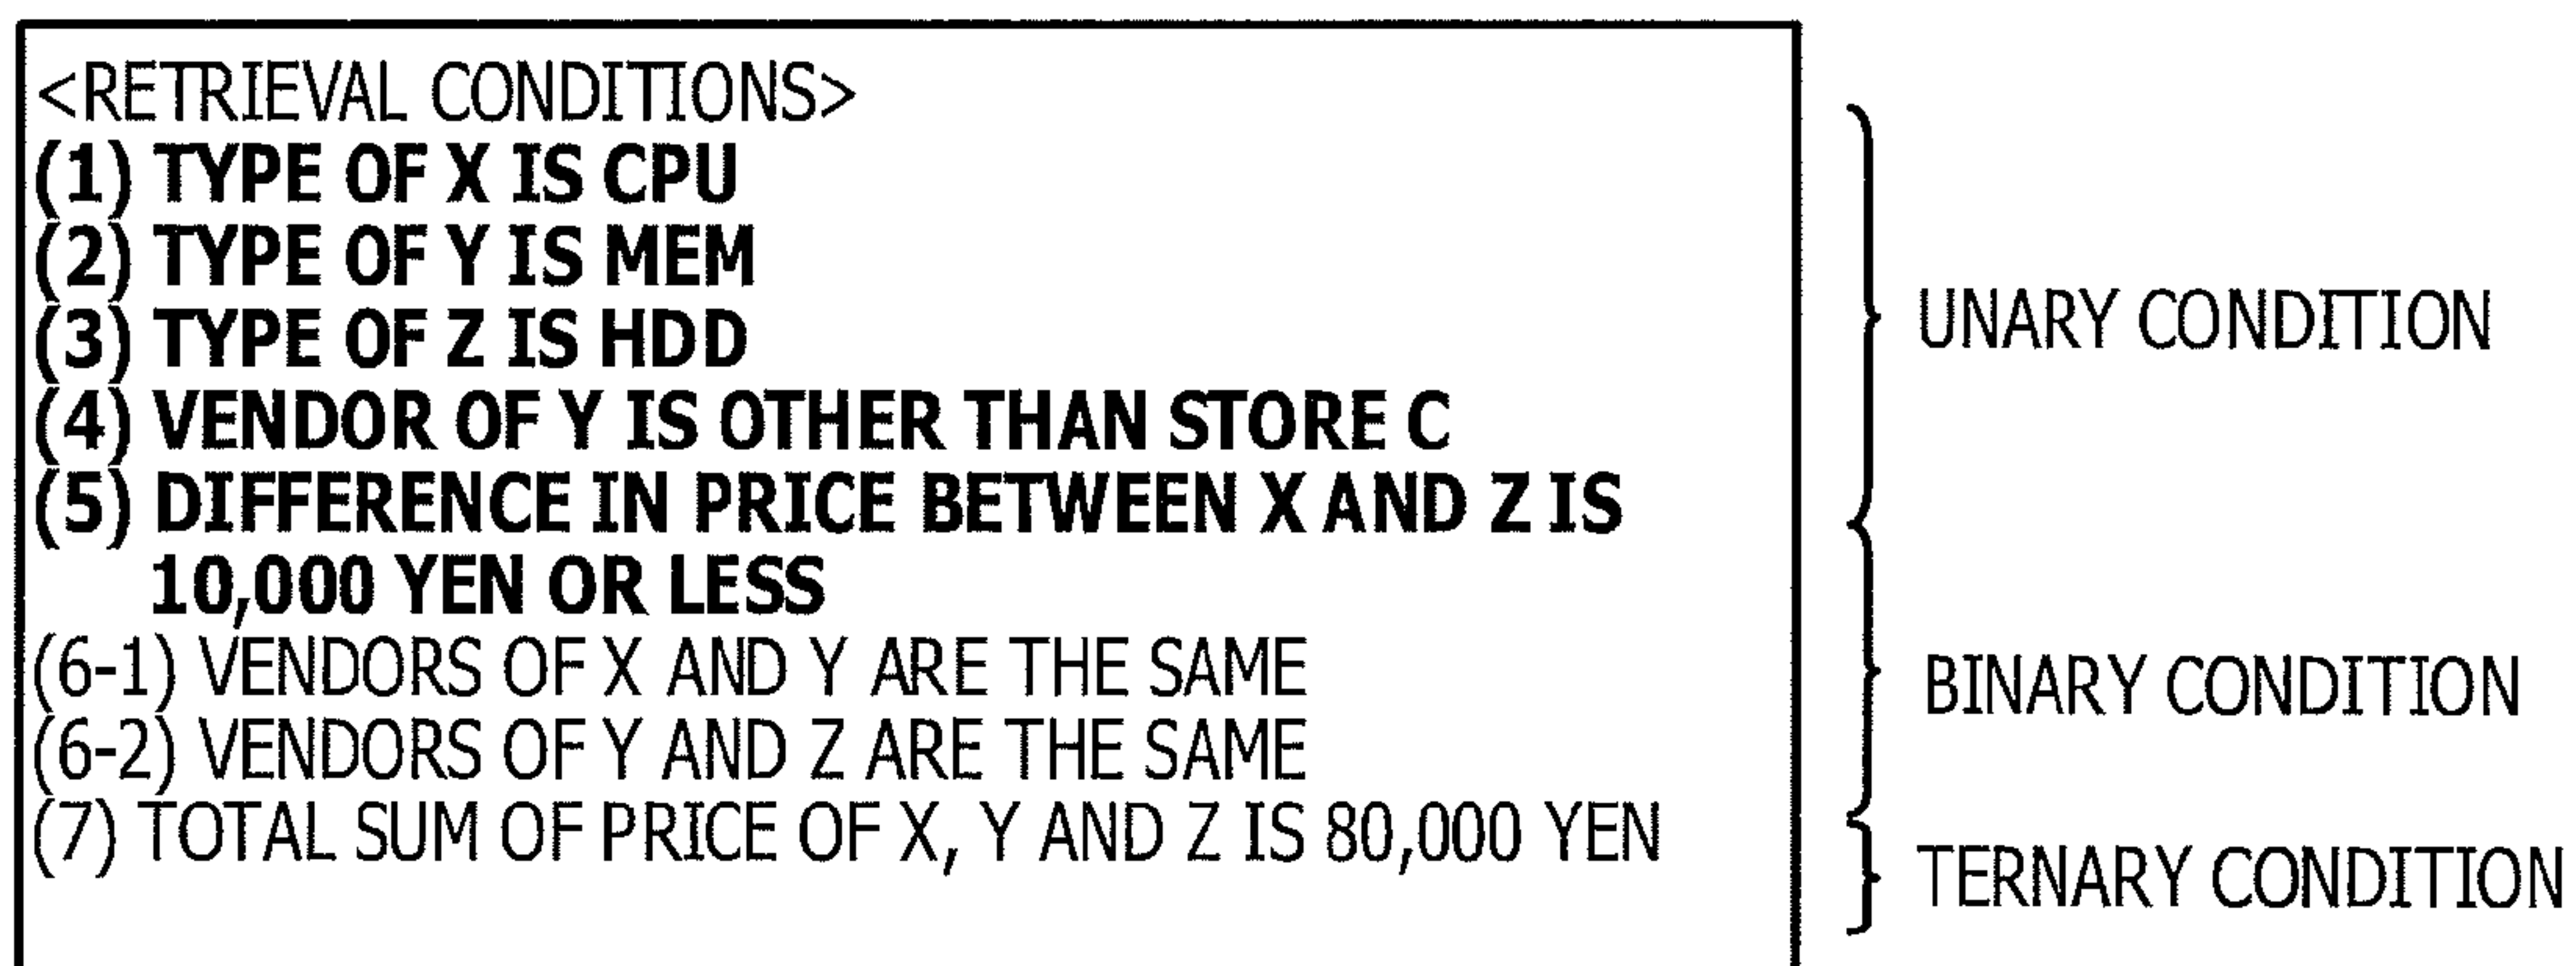 <RETRIEVAL CONDITIONS>
(1) TYPE OF X IS CPU
(2) TYPE OF Y IS MEM
(3) TYPE OF Z IS HDD
(4) VENDOR OF Y IS OTHER THAN STORE C
(5) DIFFERENCE IN PRICE BETWEEN X AND Z IS
10,000 YEN OR LESS
(6-1) VENDORS OF X AND Y ARE THE SAME
(6-2) VENDORS OF Y AND Z ARE THE SAME
(7) TOTAL SUM OF PRICE OF X, Y AND Z IS 80,000 YEN
UNARY CONDITION
BINARY CONDITION
TERNARY CONDITION